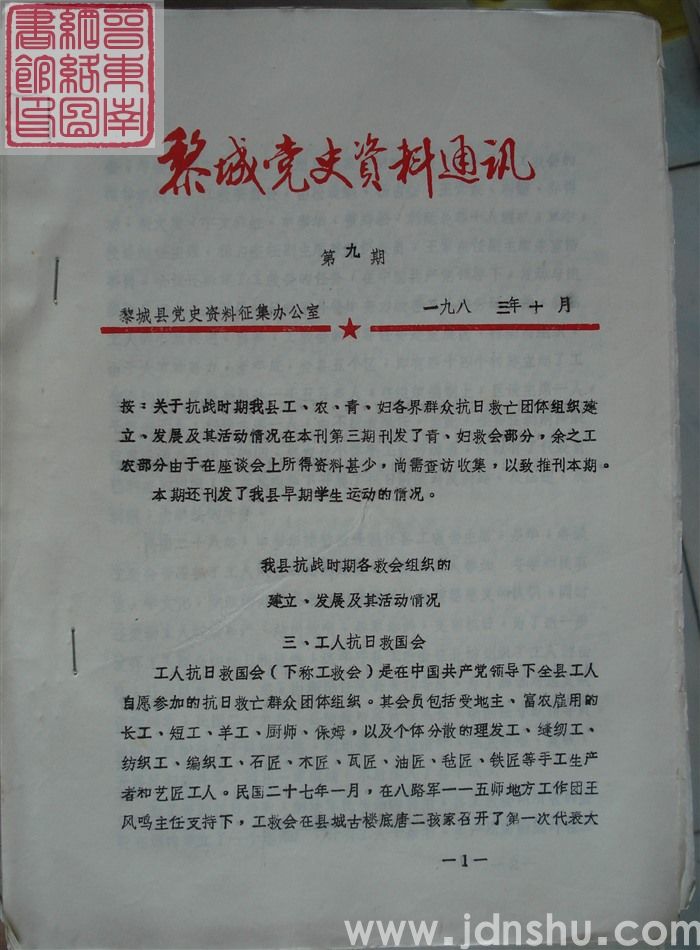 晋东南
网络图
书馆印
黎城党史资料通讯
第九期
黎城县党史资料征集办公室 一九八三年十月
按：关于抗战时期我县工、农、青、妇各界群众抗日救亡团体组织建
立、发展及其活动情况在本刊第三期刊发了青、妇救会部分，余之工
农部分由于在座谈会上所得资料甚少，尚需查访收集，以致推刊本期。
本期还刊发了我县早期学生运动的情况。
我县抗战时期各救会组织的
建立、发展及其活动情况
三、工人抗日救国会
工人抗日救国会（下称工救会）是在中国共产党领导下全县工人
自愿参加的抗日救亡群众团体组织。其会员包括受地主、富农雇用的
长工、短工、羊工、厨师、保姆，以及个体分散的理发工、缝纫工、
纺织工、编织工、石匠、木匠、瓦匠、油匠、毡匠、铁匠等手工生产
者和艺匠工人。民国二十七年一月，在八路军一一五师地方工作团王
风鸣主任支持下，工救会在县城古楼底唐二孩家召开了第一次代表大
－1－
www.jdnshu.com